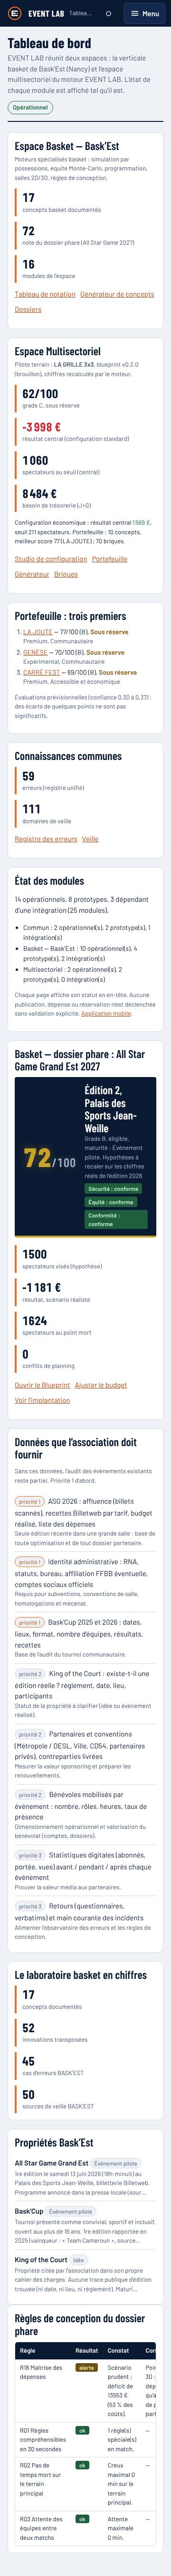 E EVENT LAB Tablea... Menu
Tableau de bord
EVENT LAB réunit deux espaces : la verticale
basket de Bask'Est (Nancy) et l'espace
multisectoriel du moteur EVENT LAB. L'état de
chaque module est affiché tel qu'il est.
Opérationnel
Espace Basket — Bask'Est
Moteurs spécialisés basket : simulation par
possessions, équité Monte-Carlo, programmation,
salles 2D/3D, règles de conception.
17
concepts basket documentés
72
note du dossier phare (All Star Game 2027)
16
modules de l'espace
Tableau de notation Générateur de concepts
Dossiers
Espace Multisectoriel
Pilote terrain : LA GRILLE 3x3, blueprint v0.2.0
(brouillon), chiffres recalculés par le moteur.
62/100
grade C, sous réserve
-3 998 €
résultat central (configuration standard)
1 060
spectateurs au seuil (central)
8 484 €
besoin de trésorerie (J+0)
Configuration économique : résultat central 1 569 €,
seuil 211 spectateurs. Portefeuille : 10 concepts,
meilleur score 77 (LA JOUTE) ; 70 briques.
Studio de configuration Portefeuille
Générateur Briques
Portefeuille : trois premiers
1. LA JOUTE — 77/100 (B), Sous réserve
Premium, Communautaire
2. GENÈSE — 70/100 (B), Sous réserve
Expérimental, Communautaire
3. CARRÉ FEST — 69/100 (B), Sous réserve
Premium, Accessible et économique
Évaluations prévisionnelles (confiance 0.30 à 0.37) :
des écarts de quelques points ne sont pas
significatifs.
Connaissances communes
59
erreurs (registre unifié)
111
domaines de veille
Registre des erreurs Veille
État des modules
14 opérationnels, 8 prototypes, 3 dépendant
d'une intégration (25 modules).
• Commun : 2 opérationnel(s), 2 prototype(s), 1
intégration(s)
• Basket — Bask'Est : 10 opérationnel(s), 4
prototype(s), 2 intégration(s)
• Multisectoriel : 2 opérationnel(s), 2
prototype(s), 0 intégration(s)
Chaque page affiche son statut en en-tête. Aucune
publication, dépense ou réservation n'est déclenchée
sans validation explicite. Application mobile.
Basket — dossier phare : All Star
Game Grand Est 2027
72/100
Édition 2,
Palais des
Sports Jean-
Weille
Grade B, éligible,
maturité : Événement
pilote. Hypothèses à
recaler sur les chiffres
réels de l'édition 2026
Sécurité : conforme
Équité : conforme
Conformité :
conforme
1 500
spectateurs visés (hypothèse)
-1 181 €
résultat, scénario réaliste
1 624
spectateurs au point mort
0
conflits de planning
Ouvrir le Blueprint Ajuster le budget
Voir l'implantation
Données que l'association doit
fournir
Sans ces données, l'audit des événements existants
reste partiel. Priorité 1 d'abord.
priorité 1 ASG 2026 : affluence (billets
scannés), recettes Billetweb par tarif, budget
réalisé, liste des dépenses
Seule édition récente dans une grande salle : base de
toute optimisation et de tout dossier partenaire.
priorité 1 Identité administrative : RNA,
statuts, bureau, affiliation FFBB éventuelle,
comptes sociaux officiels
Requis pour subventions, conventions de salle,
homologations et mécénat.
priorité 1 Bask'Cup 2025 et 2026 : dates,
lieux, format, nombre d'équipes, résultats,
recettes
Base de l'audit du tournoi communautaire.
priorité 2 King of the Court : existe-t-il une
édition réelle ? règlement, date, lieu,
participants
Statut de la propriété à clarifier (idée ou événement
réalisé).
priorité 2 Partenaires et conventions
(Métropole / DESL, Ville, CD54, partenaires
privés), contreparties livrées
Mesurer la valeur sponsoring et préparer les
renouvellements.
priorité 2 Bénévoles mobilisés par
événement : nombre, rôles, heures, taux de
présence
Dimensionnement opérationnel et valorisation du
bénévolat (comptes, dossiers).
priorité 3 Statistiques digitales (abonnés,
portée, vues) avant / pendant / après chaque
événement
Prouver la valeur média aux partenaires.
priorité 3 Retours (questionnaires,
verbatims) et main courante des incidents
Alimenter l'observatoire des erreurs et les règles de
conception.
Le laboratoire basket en chiffres
17
concepts documentés
52
innovations transposées
45
cas d'erreurs BASK'EST
50
sources de veille BASK'EST
Propriétés Bask'Est
All Star Game Grand Est Événement pilote
1re édition le samedi 13 juin 2026 (18h-minuit) au
Palais des Sports Jean-Weille, billetterie Billetweb.
Programme annoncé dans la presse locale (sour...
Bask'Cup Événement pilote
Tournoi présenté comme convivial, sportif et inclusif,
ouvert aux plus de 16 ans. 1re édition rapportée en
2025 (vainqueur : « Team Cameroun », source...
King of the Court Idée
Propriété citée par l'association dans son propre
cahier des charges. Aucune trace publique d'édition
trouvée (ni date, ni lieu, ni règlement). Maturi...
Règles de conception du dossier
phare
Règle Résultat Constat Cor
R18 Maîtrise des
dépenses
alerte
Scénario
prudent :
déficit de
13553 €
(53 % des
coûts).
R01 Règles
compréhensibles
en 30 secondes
ok
1 règle(s)
spéciale(s)
en match.
—
R02 Pas de
temps mort sur
le terrain
principal
ok
Creux
maximal 0
min sur le
terrain
principal.
—
R03 Attente des
équipes entre
deux matchs
ok
Attente
maximale
0 min.
—